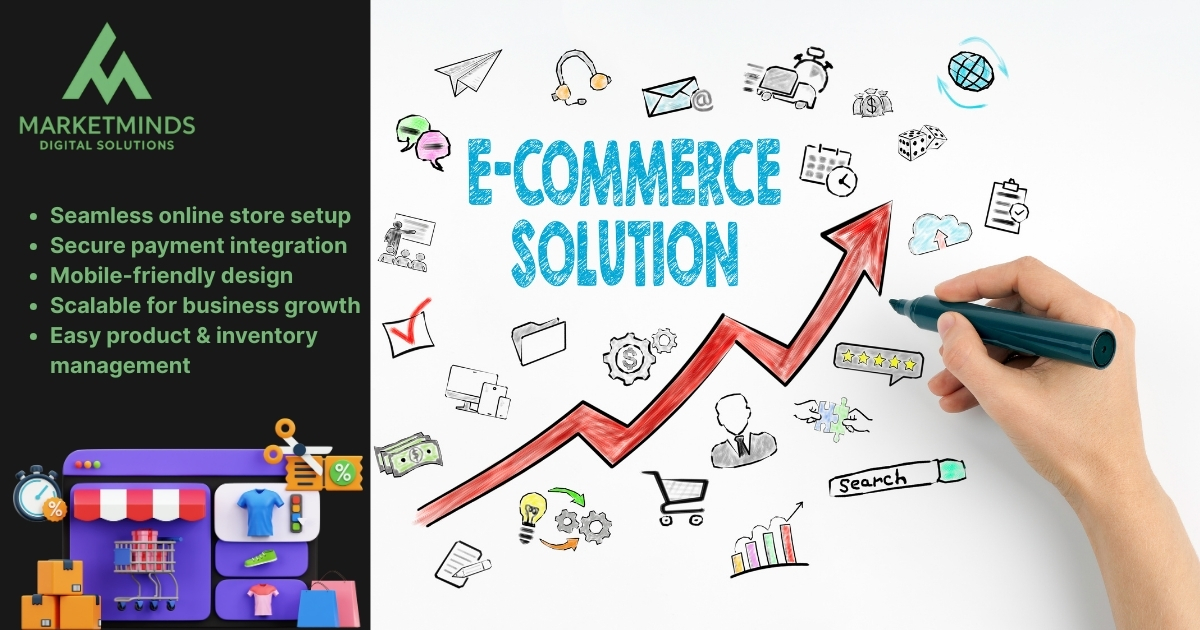 MARKETMINDS
DIGITAL SOLUTIONS
• Seamless online store setup
• Secure payment integration
• Mobile-friendly design
• Scalable for business growth
• Easy product & inventory
management
%
%
E-COMMERCE
SOLUTION
@
$
$
$
search